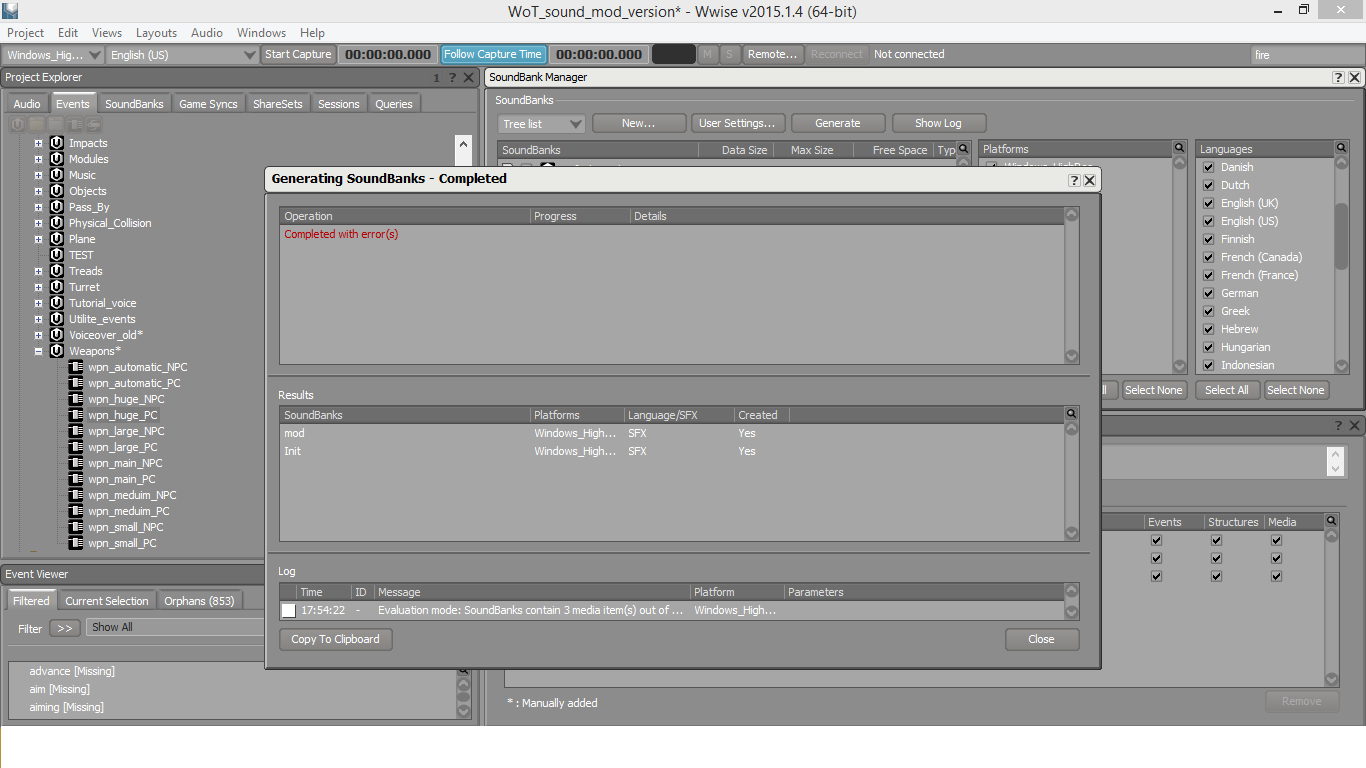 WoT_sound_mod_version* - Wwise v2015.1.4 (64-bit)
Project Edit Views Layouts Audio Windows Help
Windows_Hig... English (US) Start Capture 00:00:00.000 Follow Capture Time 00:00:00.000 M S Remote... Reconnect Not connected fire
Project Explorer 1 ?
Audio Events SoundBanks Game Syncs ShareSets Sessions Queries
Impacts
Modules
Music
Objects
Pass_By
Physical_Collision
Plane
TEST
Treads
Turret
Tutorial_voice
Utilite_events
Voiceover_old*
Weapons*
wpn_automatic_NPC
wpn_automatic_PC
wpn_huge_NPC
wpn_huge_PC
wpn_large_NPC
wpn_large_PC
wpn_main_NPC
wpn_main_PC
wpn_meduim_NPC
wpn_meduim_PC
wpn_small_NPC
wpn_small_PC
Event Viewer
Filtered Current Selection Orphans (853)
Filter >> Show All
advance [Missing]
aim [Missing]
aiming [Missing]
SoundBank Manager ?
SoundBanks
Tree list New... User Settings... Generate Show Log
SoundBanks Data Size Max Size Free Space Typ
Platforms
Languages
Danish
Dutch
English (UK)
English (US)
Finnish
French (Canada)
French (France)
German
Greek
Hebrew
Hungarian
Indonesian
Select None Select All Select None
?
Events Structures Media
* : Manually added
Remove
Generating SoundBanks - Completed ?
Operation Progress Details
Completed with error(s)
Results
SoundBanks Platforms Language/SFX Created
mod Windows_High... SFX Yes
Init Windows_High... SFX Yes
Log
Time ID Message Platform Parameters
17:54:22 - Evaluation mode: SoundBanks contain 3 media item(s) out of ... Windows_High...
Copy To Clipboard Close